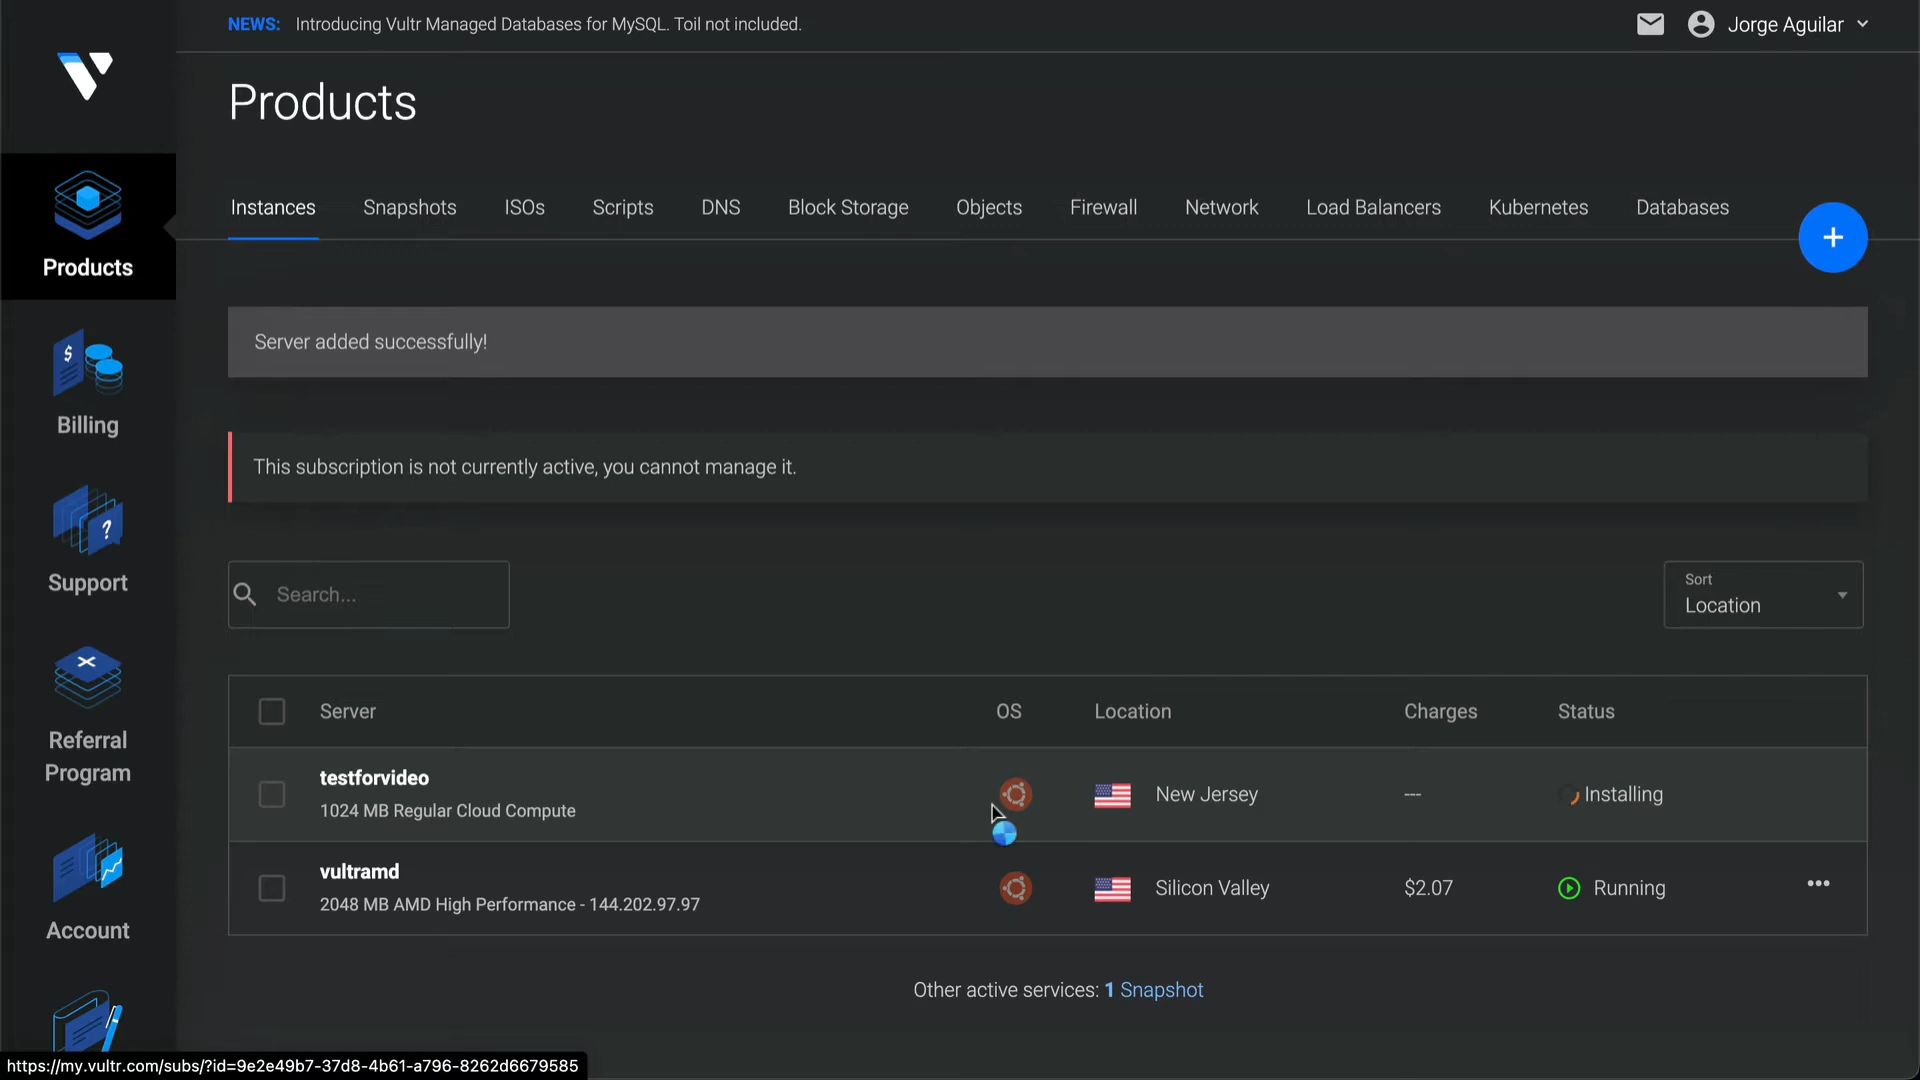 NEWS: Introducing Vultr Managed Databases for MySQL. Toil not included.
Jorge Aguilar
Products
Instances Snapshots ISOs Scripts DNS Block Storage Objects Firewall Network Load Balancers Kubernetes Databases
+
Products
Billing
Support
Referral
Program
Account
Server added successfully!
This subscription is not currently active, you cannot manage it.
Search...
Sort
Location
Server OS Location Charges Status
testforvideo
1024 MB Regular Cloud Compute
New Jersey --- Installing
vultramd
2048 MB AMD High Performance - 144.202.97.97
Silicon Valley $2.07 Running
Other active services: 1 Snapshot
https://my.vultr.com/subs/?id=9e2e49b7-37d8-4b61-a796-8262d6679585